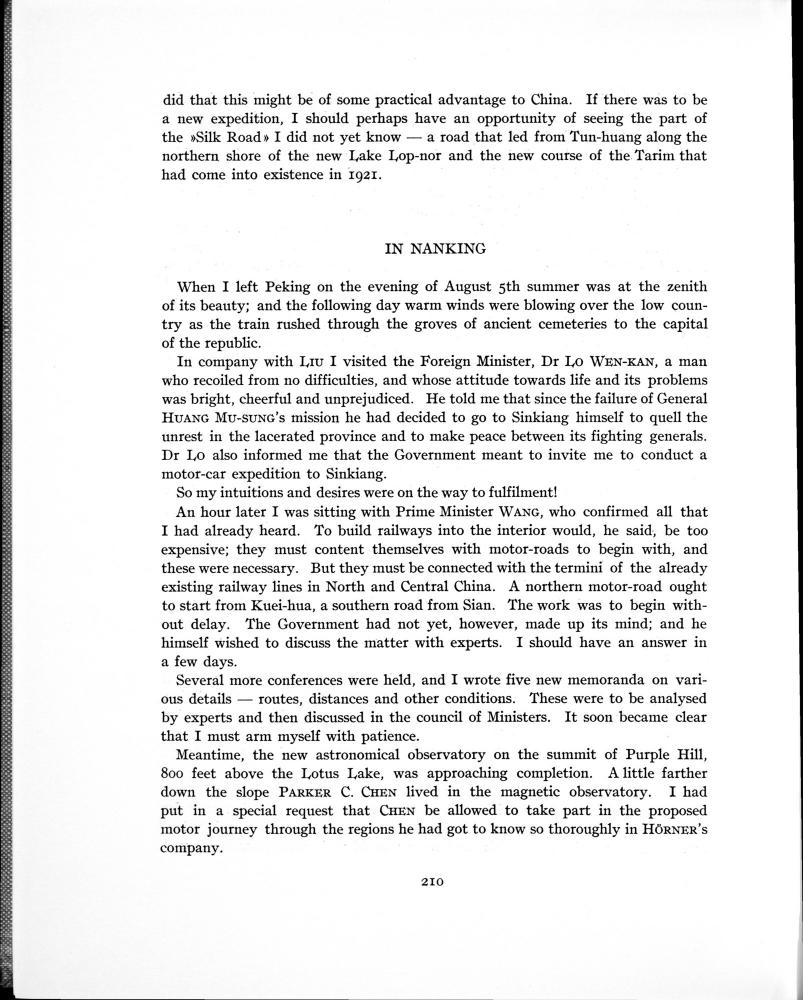 did that this might be of some practical advantage to China. If there was to be
a new expedition, I should perhaps have an opportunity of seeing the part of
the »Silk Road» I did not yet know — a road that led from Tun-huang along the
northern shore of the new Lake Lop-nor and the new course of the Tarim that
had come into existence in 1921.
IN NANKING
When I left Peking on the evening of August 5th summer was at the zenith
of its beauty; and the following day warm winds were blowing over the low coun-
try as the train rushed through the groves of ancient cemeteries to the capital
of the republic.
In company with LIU I visited the Foreign Minister, Dr LO WEN-KAN, a man
who recoiled from no difficulties, and whose attitude towards life and its problems
was bright, cheerful and unprejudiced. He told me that since the failure of General
HUANG MU-SUNG's mission he had decided to go to Sinkiang himself to quell the
unrest in the lacerated province and to make peace between its fighting generals.
Dr LO also informed me that the Government meant to invite me to conduct a
motor-car expedition to Sinkiang.
So my intuitions and desires were on the way to fulfilment!
An hour later I was sitting with Prime Minister WANG, who confirmed all that
I had already heard. To build railways into the interior would, he said, be too
expensive; they must content themselves with motor-roads to begin with, and
these were necessary. But they must be connected with the termini of the already
existing railway lines in North and Central China. A northern motor-road ought
to start from Kuei-hua, a southern road from Sian. The work was to begin with-
out delay. The Government had not yet, however, made up its mind; and he
himself wished to discuss the matter with experts. I should have an answer in
a few days.
Several more conferences were held, and I wrote five new memoranda on vari-
ous details — routes, distances and other conditions. These were to be analysed
by experts and then discussed in the council of Ministers. It soon became clear
that I must arm myself with patience.
Meantime, the new astronomical observatory on the summit of Purple Hill,
800 feet above the Lotus Lake, was approaching completion. A little farther
down the slope PARKER C. CHEN lived in the magnetic observatory. I had
put in a special request that CHEN be allowed to take part in the proposed
motor journey through the regions he had got to know so thoroughly in HÖRNER's
company.
210